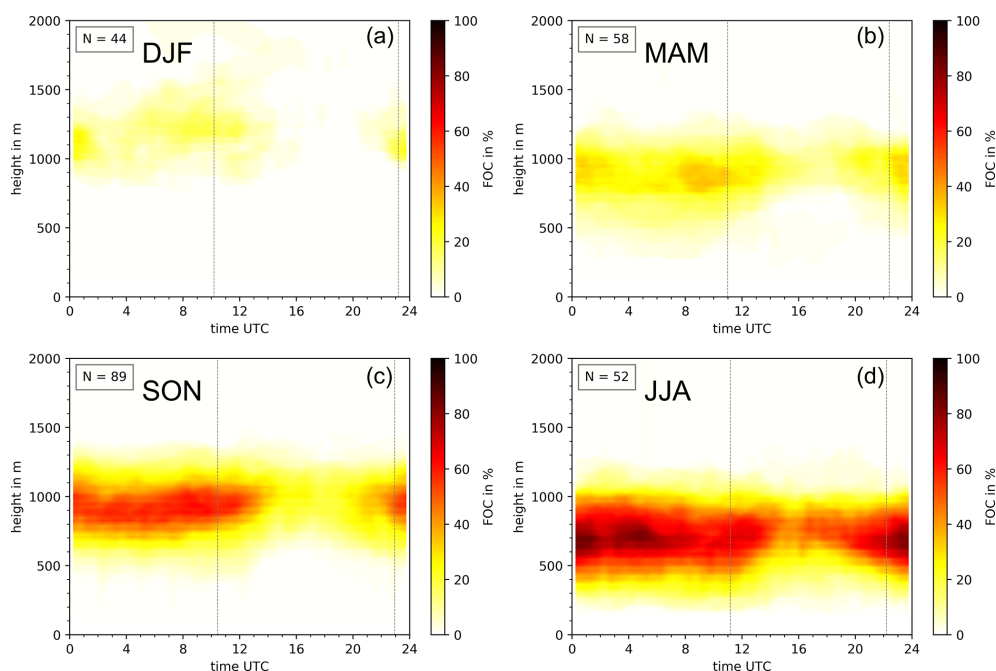 N = 44
DJF
(a)
2000
1500
1000
500
0
height in m
0 4 8 12 16 20 24
time UTC
100
80
60
40
20
0
FOC in %
N = 58
MAM
(b)
2000
1500
1000
500
0
height in m
0 4 8 12 16 20 24
time UTC
100
80
60
40
20
0
FOC in %
N = 89
SON
(c)
2000
1500
1000
500
0
height in m
0 4 8 12 16 20 24
time UTC
100
80
60
40
20
0
FOC in %
N = 52
JJA
(d)
2000
1500
1000
500
0
height in m
0 4 8 12 16 20 24
time UTC
100
80
60
40
20
0
FOC in %